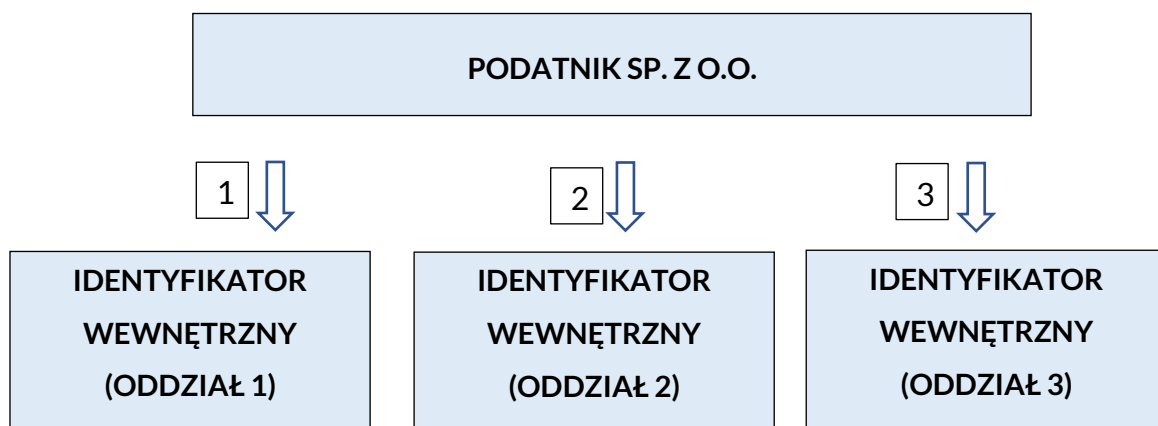 PODATNIK SP. Z O.O.
1
2
3
IDENTYFIKATOR
WEWNĘTRZNY
(ODDZIAŁ 1)
IDENTYFIKATOR
WEWNĘTRZNY
(ODDZIAŁ 2)
IDENTYFIKATOR
WEWNĘTRZNY
(ODDZIAŁ 3)